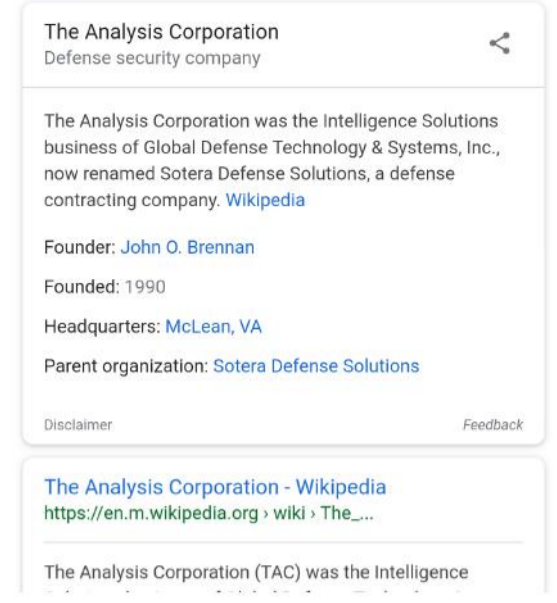 The Analysis Corporation
Defense security company
The Analysis Corporation was the Intelligence Solutions
business of Global Defense Technology & Systems, Inc.,
now renamed Sotera Defense Solutions, a defense
contracting company. Wikipedia
Founder: John O. Brennan
Founded: 1990
Headquarters: McLean, VA
Parent organization: Sotera Defense Solutions
Disclaimer Feedback
The Analysis Corporation - Wikipedia
https://en.m.wikipedia.org › wiki › The_...
The Analysis Corporation (TAC) was the Intelligence